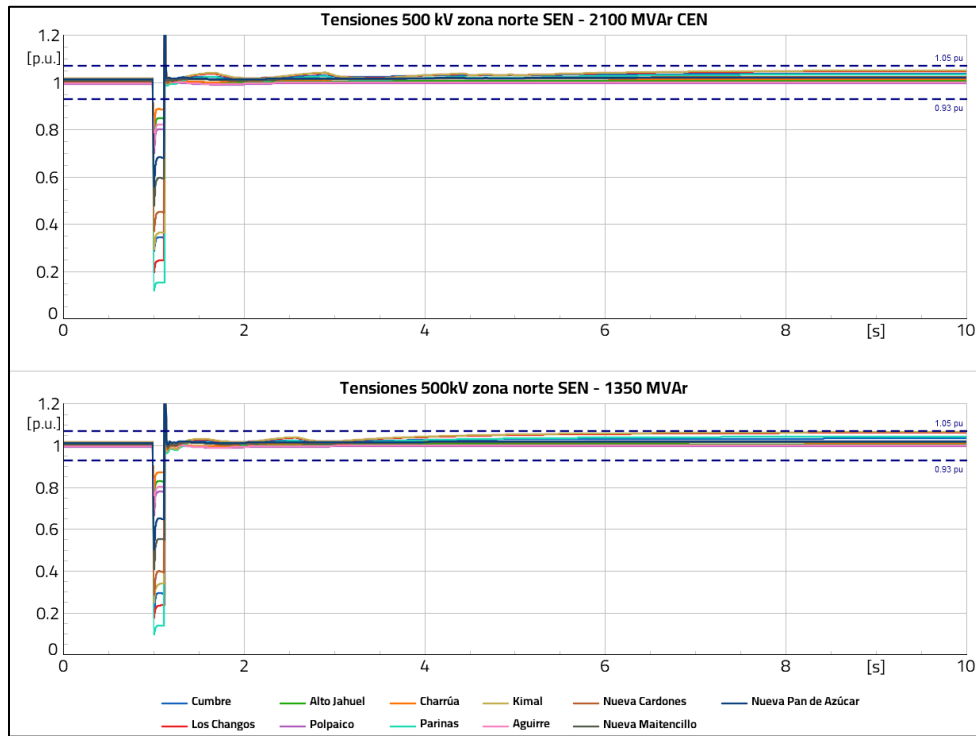 Tensiones 500 kV zona norte SEN - 2100 MVAr CEN
1.2
[p.u.]
1.05 pu
1
0.93 pu
0.8
0.6
0.4
0.2
0
0 2 4 6 8 [s] 10
Tensiones 500kV zona norte SEN - 1350 MVAr
1.2
[p.u.]
1.05 pu
1
0.93 pu
0.8
0.6
0.4
0.2
0
0 2 4 6 8 [s] 10
Cumbre Alto Jahuel Charrúa Kimal Nueva Cardones Nueva Pan de Azúcar
Los Changos Polpaico Parinas Aguirre Nueva Maitencillo